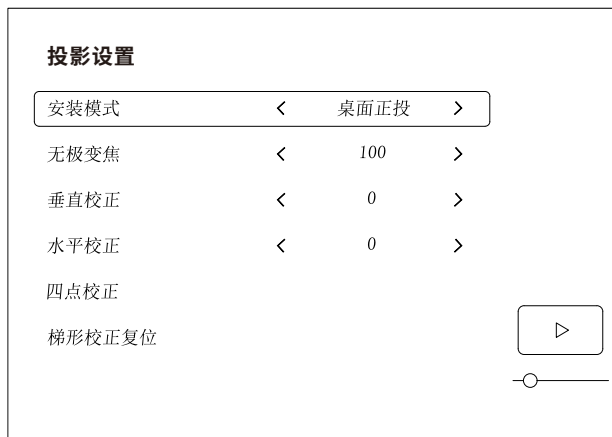 投影设置
安装模式 < 桌面正投 >
无极变焦 < 100 >
垂直校正 < 0 >
水平校正 < 0 >
四点校正
梯形校正复位